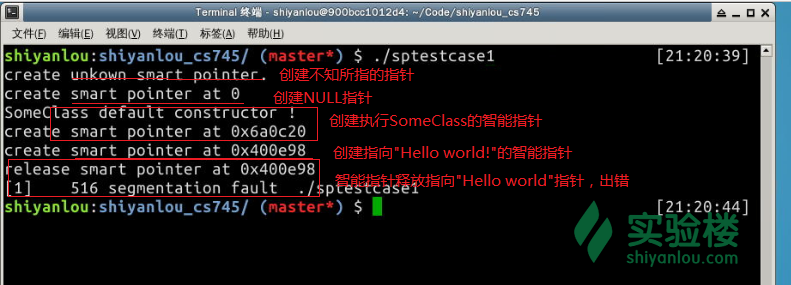 Terminal 终端 - shiyanlou@900bcc1012d4: ~/Code/shiyanlou_cs745
文件(F) 编辑(E) 视图(V) 终端(T) 标签(A) 帮助(H)
shiyanlou:shiyanlou_cs745/ (master*) $ ./sptestcase1 [21:20:39]
create unkown smart pointer. 创建不知所指的指针
create smart pointer at 0 创建NULL指针
SomeClass default constructor !
create smart pointer at 0x6a0c20 创建执行SomeClass的智能指针
create smart pointer at 0x400e98 创建指向"Hello world!"的智能指针
release smart pointer at 0x400e98
智能指针释放指向"Hello world"指针，出错
[1] 516 segmentation fault ./sptestcase1
shiyanlou:shiyanlou_cs745/ (master*) $ [21:20:44]
实验楼
shiyanlou.com